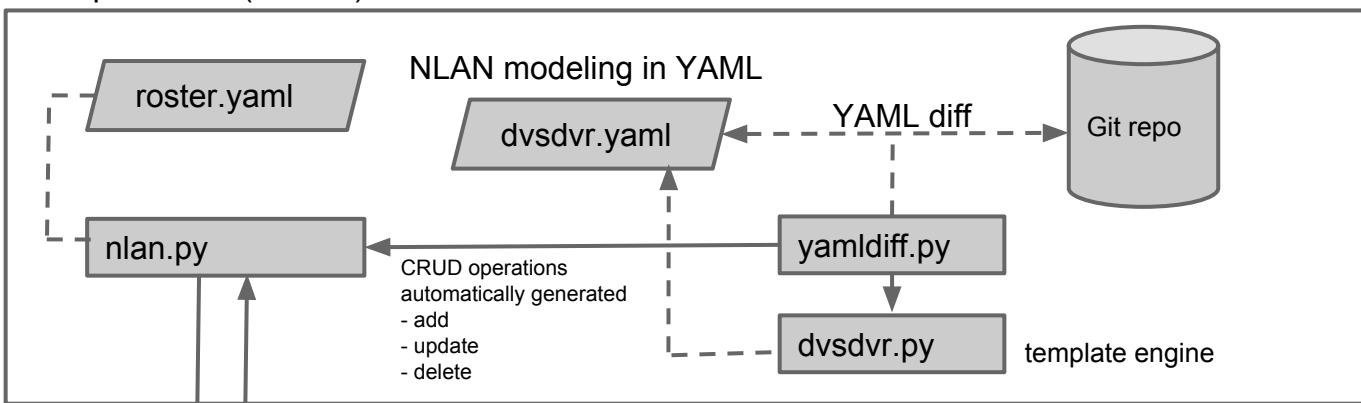 roster.yaml
NLAN modeling in YAML
dvsdvr.yaml
YAML diff
Git repo
nlan.py
CRUD operations
automatically generated
- add
- update
- delete
yamldiff.py
dvsdvr.py
template engine